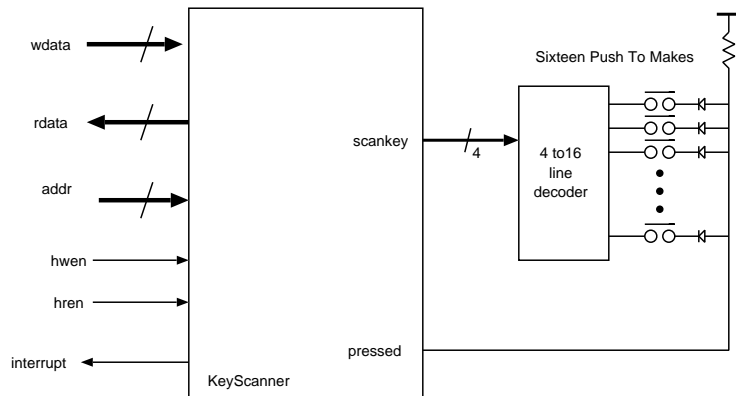 wdata
Sixteen Push To Makes
rdata
scankey
4
4 to16
line
decoder
addr
hwen
hren
interrupt
pressed
KeyScanner